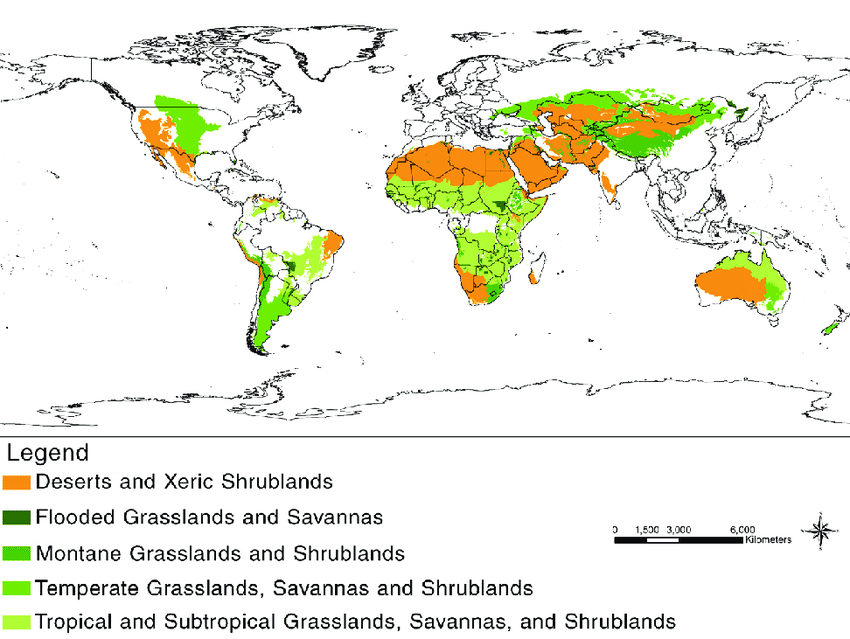 Legend
Deserts and Xeric Shrublands
Flooded Grasslands and Savannas
0 1,500 3,000 6,000
Kilometers
Montane Grasslands and Shrublands
Temperate Grasslands, Savannas and Shrublands
Tropical and Subtropical Grasslands, Savannas, and Shrublands